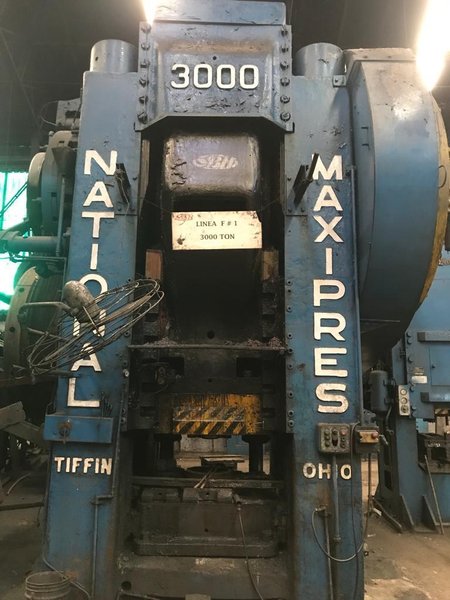 3000
NATIONAL
MAXIPRES
LINEA F # 1
3000 TON
TIFFIN
OHIO